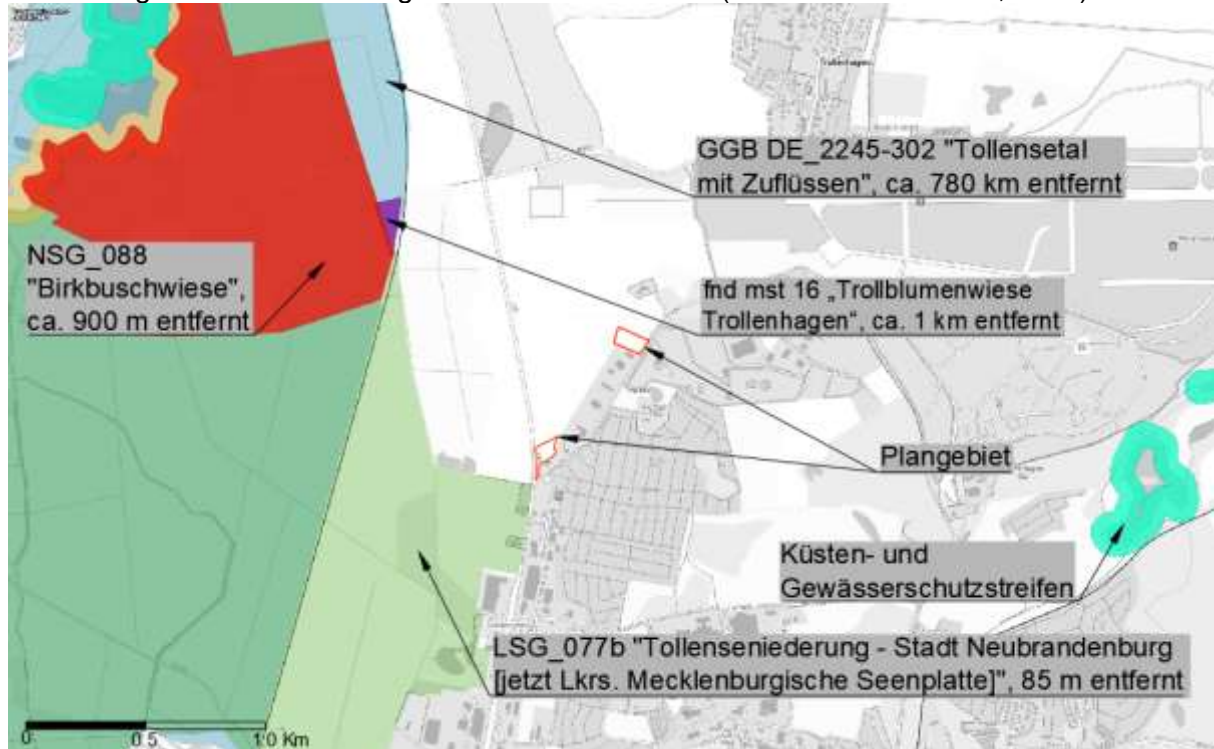 GGB DE_2245-302 "Tollensetal
mit Zuflüssen", ca. 780 km entfernt
NSG_088
"Birkbuschwiese",
ca. 900 m entfernt
fnd mst 16 „Trollblumenwiese
Trollenhagen“, ca. 1 km entfernt
Plangebiet
Küsten- und
Gewässerschutzstreifen
LSG_077b "Tollenseniederung - Stadt Neubrandenburg
[jetzt Lkrs. Mecklenburgische Seenplatte]", 85 m entfernt
0 0 5 1 0 Km
Trollenhagen